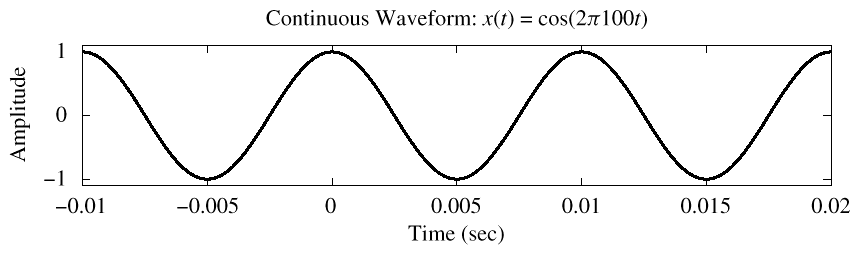 Continuous Waveform: x(t) = cos(2π100t)
Amplitude
1
0
−1
−0.01 −0.005 0 0.005 0.01 0.015 0.02
Time (sec)